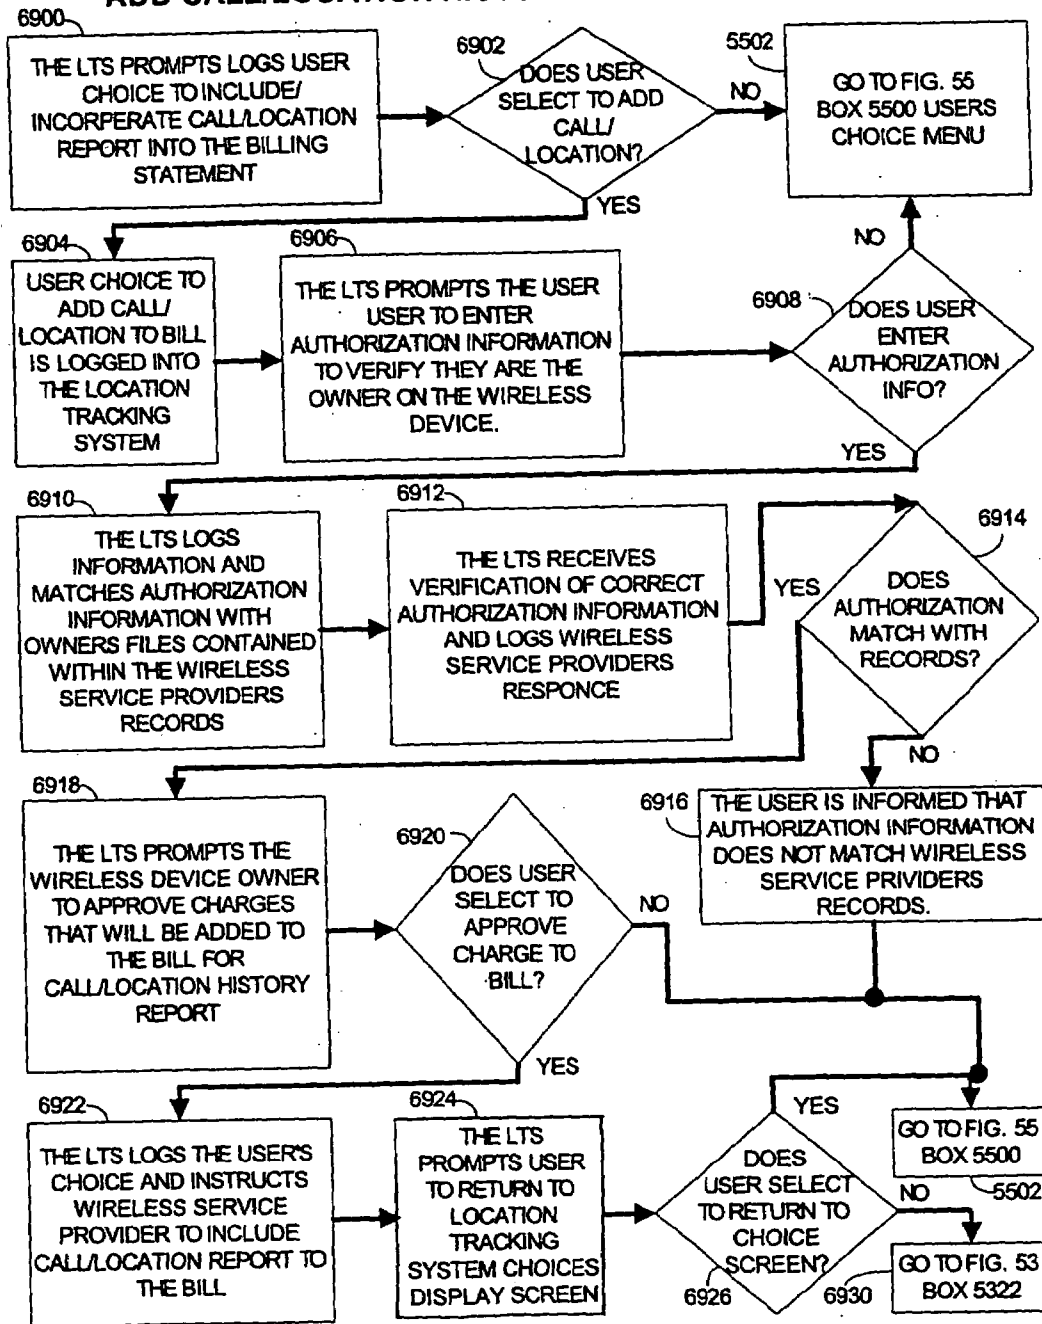 6900
THE LTS PROMPTS LOGS USER
CHOICE TO INCLUDE/
INCORPERATE CALL/LOCATION
REPORT INTO THE BILLING
STATEMENT
6902
DOES USER
SELECT TO ADD
CALL/
LOCATION?
NO
YES
5502
GO TO FIG. 55
BOX 5500 USERS
CHOICE MENU
6904
USER CHOICE TO
ADD CALL/
LOCATION TO BILL
IS LOGGED INTO
THE LOCATION
TRACKING
SYSTEM
6906
THE LTS PROMPTS THE USER
USER TO ENTER
AUTHORIZATION INFORMATION
TO VERIFY THEY ARE THE
OWNER ON THE WIRELESS
DEVICE.
NO
6908
DOES USER
ENTER
AUTHORIZATION
INFO?
YES
6910
THE LTS LOGS
INFORMATION AND
MATCHES AUTHORIZATION
INFORMATION WITH
OWNERS FILES CONTAINED
WITHIN THE WIRELESS
SERVICE PROVIDERS
RECORDS
6912
THE LTS RECEIVES
VERIFICATION OF CORRECT
AUTHORIZATION INFORMATION
AND LOGS WIRELESS
SERVICE PROVIDERS
RESPONCE
6914
YES
DOES
AUTHORIZATION
MATCH WITH
RECORDS?
NO
6916
THE USER IS INFORMED THAT
AUTHORIZATION INFORMATION
DOES NOT MATCH WIRELESS
SERVICE PRIVIDERS
RECORDS.
6918
THE LTS PROMPTS THE
WIRELESS DEVICE OWNER
TO APPROVE CHARGES
THAT WILL BE ADDED TO
THE BILL FOR
CALL/LOCATION HISTORY
REPORT
6920
DOES USER
SELECT TO
APPROVE
CHARGE TO
BILL?
NO
YES
6922
THE LTS LOGS THE USER'S
CHOICE AND INSTRUCTS
WIRELESS SERVICE
PROVIDER TO INCLUDE
CALL/LOCATION REPORT TO
THE BILL
6924
THE LTS
PROMPTS USER
TO RETURN TO
LOCATION
TRACKING
SYSTEM CHOICES
DISPLAY SCREEN
YES
DOES
USER SELECT
TO RETURN TO
CHOICE
SCREEN?
6926
NO
GO TO FIG. 55
BOX 5500
5502
6930
GO TO FIG. 53
BOX 5322